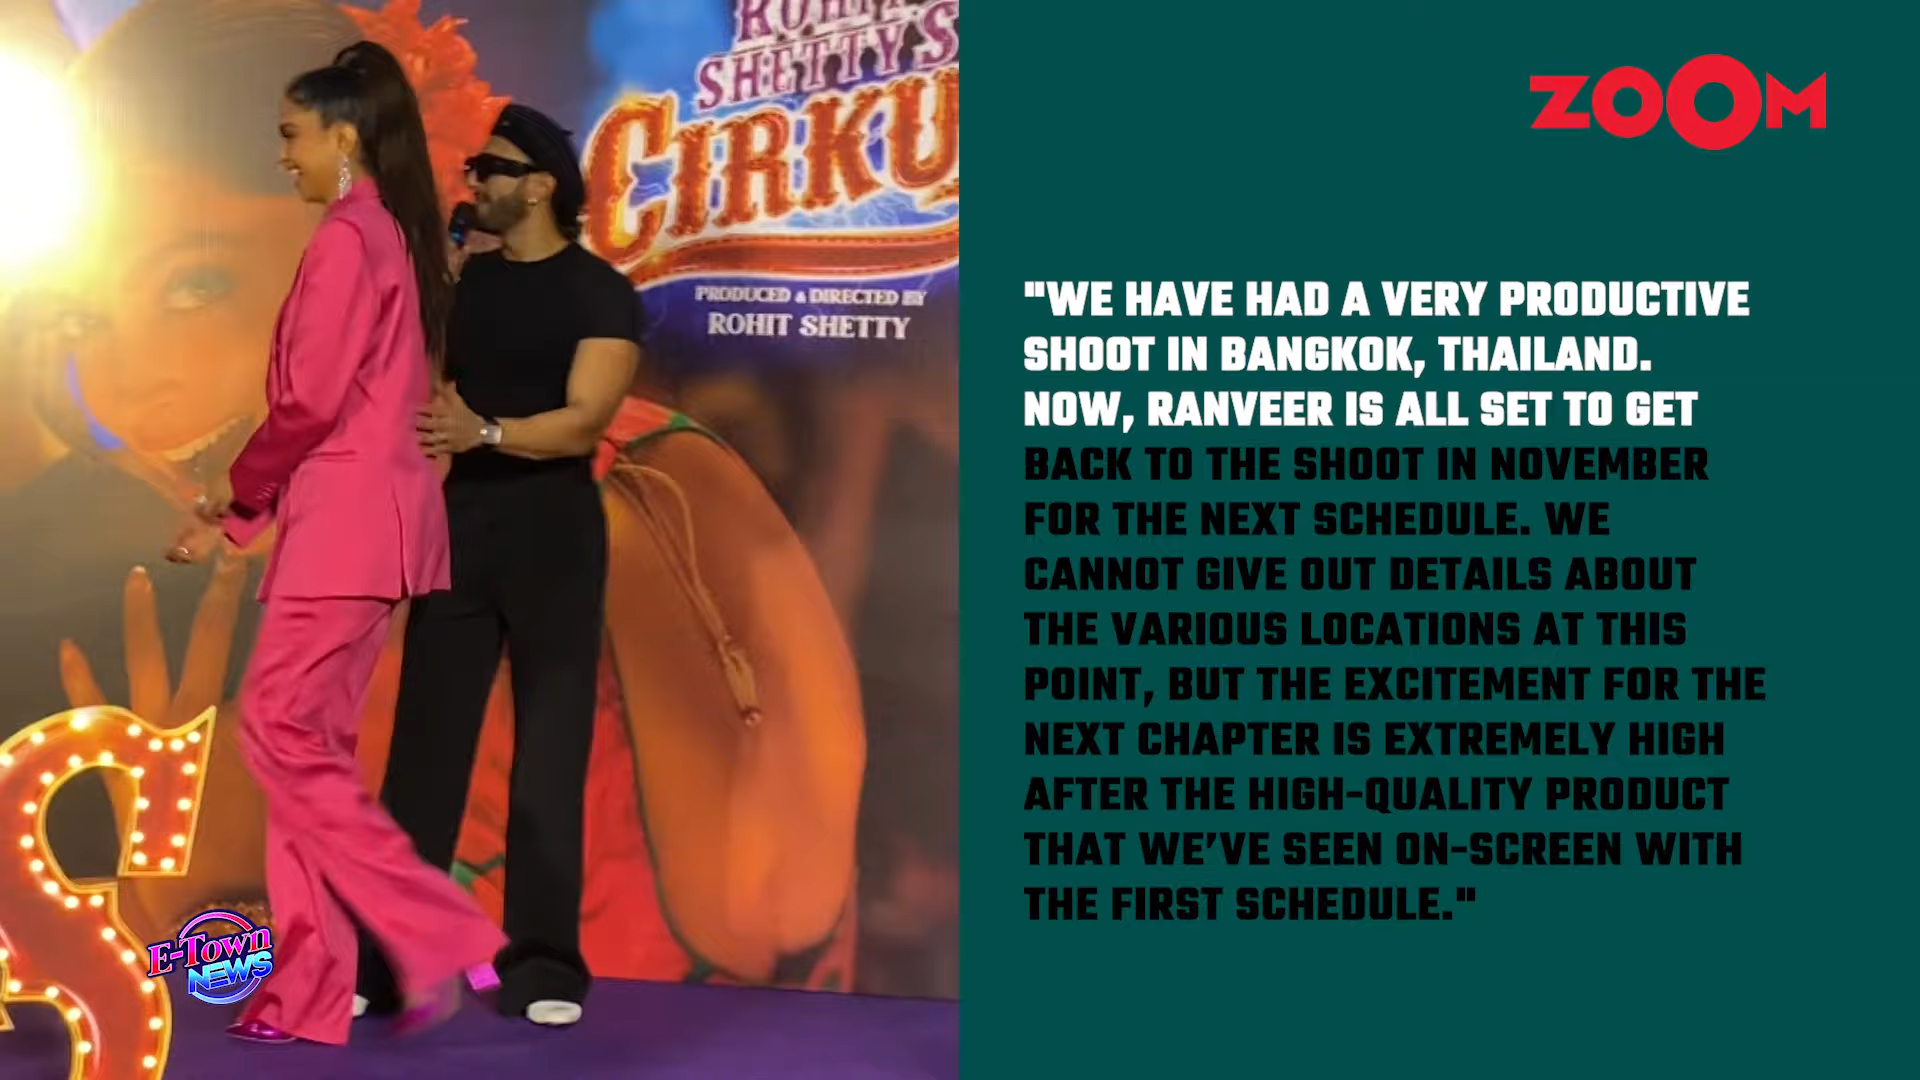 ROHIT
SHETTY'S
CIRKU
PRODUCED & DIRECTED BY
ROHIT SHETTY
S
E-TOWN
NEWS
ZOOM
"WE HAVE HAD A VERY PRODUCTIVE
SHOOT IN BANGKOK, THAILAND.
NOW, RANVEER IS ALL SET TO GET
BACK TO THE SHOOT IN NOVEMBER
FOR THE NEXT SCHEDULE. WE
CANNOT GIVE OUT DETAILS ABOUT
THE VARIOUS LOCATIONS AT THIS
POINT, BUT THE EXCITEMENT FOR THE
NEXT CHAPTER IS EXTREMELY HIGH
AFTER THE HIGH-QUALITY PRODUCT
THAT WE'VE SEEN ON-SCREEN WITH
THE FIRST SCHEDULE."